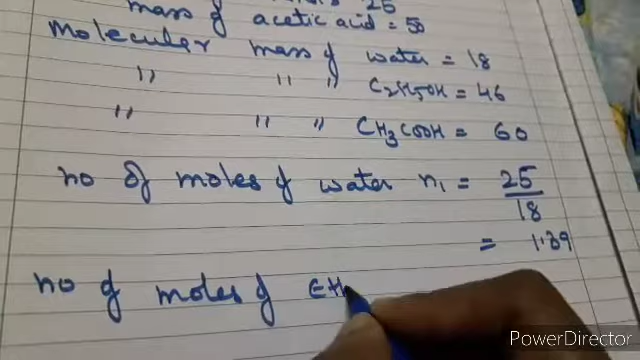 mass of acetic acid = 50
Molecular mass of water = 18
" " " C2H5OH = 46
" " " CH3COOH = 60
no of moles of water n1 = 25/18
= 1.39
no of moles of EH
PowerDirector